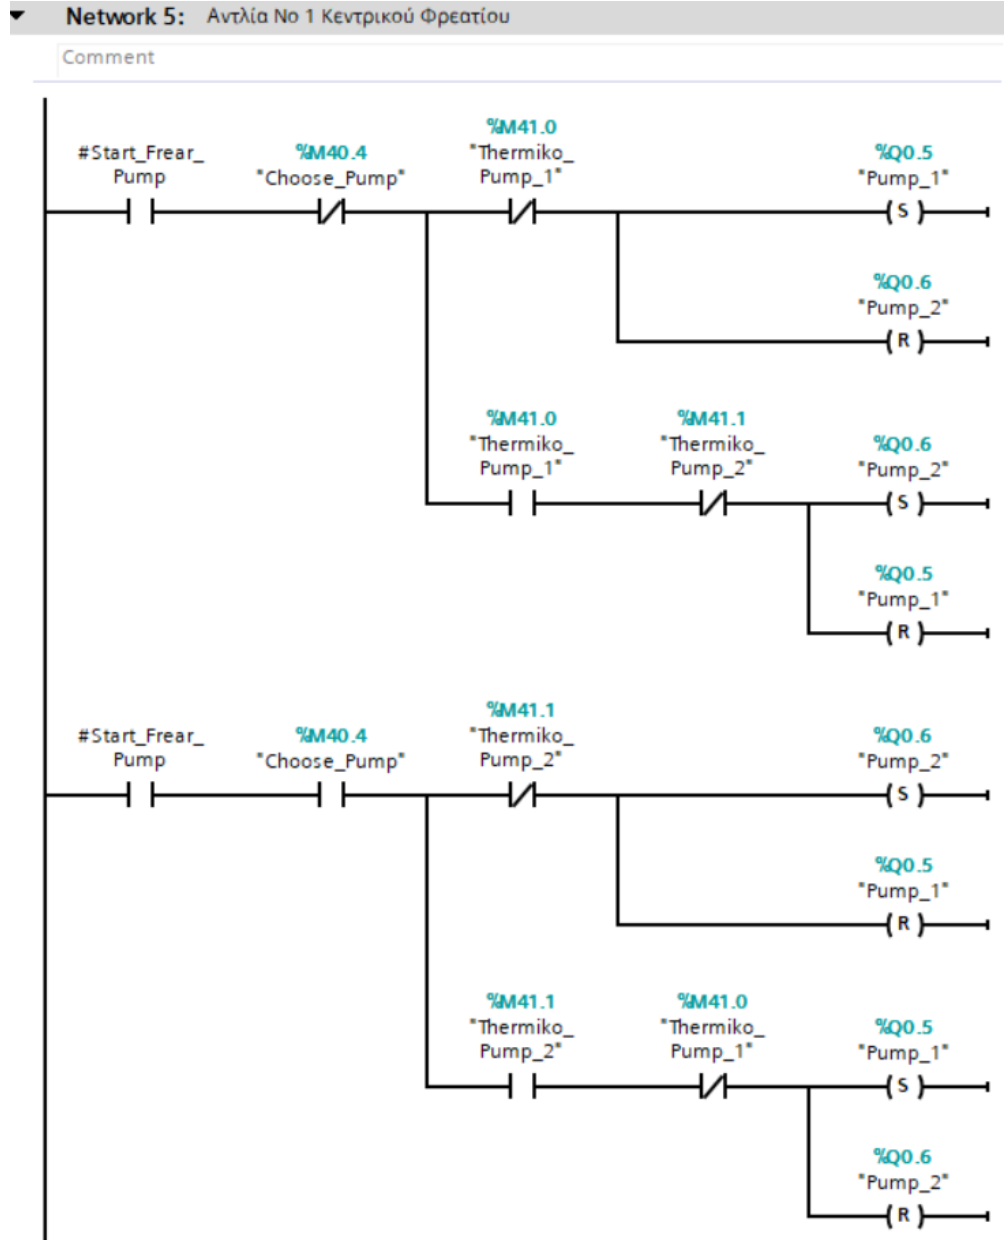 Network 5: Αντλία Νο 1 Κεντρικού Φρεατίου
Comment
%M41.0
#Start_Frear_ %M40.4 "Thermiko_ %Q0.5
Pump "Choose_Pump" Pump_1" "Pump_1"
S
%Q0.6
"Pump_2"
R
%M41.0 %M41.1
"Thermiko_ "Thermiko_ %Q0.6
Pump_1" Pump_2" "Pump_2"
S
%Q0.5
"Pump_1"
R
%M41.1
#Start_Frear_ %M40.4 "Thermiko_ %Q0.6
Pump "Choose_Pump" Pump_2" "Pump_2"
S
%Q0.5
"Pump_1"
R
%M41.1 %M41.0
"Thermiko_ "Thermiko_ %Q0.5
Pump_2" Pump_1" "Pump_1"
S
%Q0.6
"Pump_2"
R